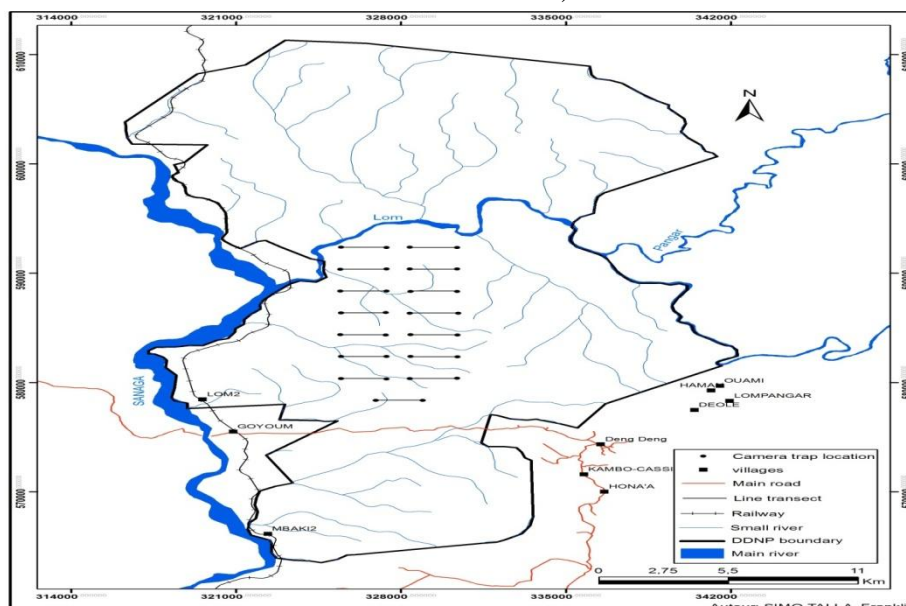 314000 321000 328000 335000 342000
N
600000
Lom
Pangar
590000
580000
SANAGA
LOM2
GOYOUM
MBAKI2
OUAMI
HAMAI
LOMPANGAR
DEOLE
Deng Deng
KAMBO-CASSI
HONA'A
570000
Camera trap location
villages
Main road
Line transect
Railway
Small river
DDNP boundary
Main river
0 2,75 5,5 11
Km
314000 321000 328000 335000 342000